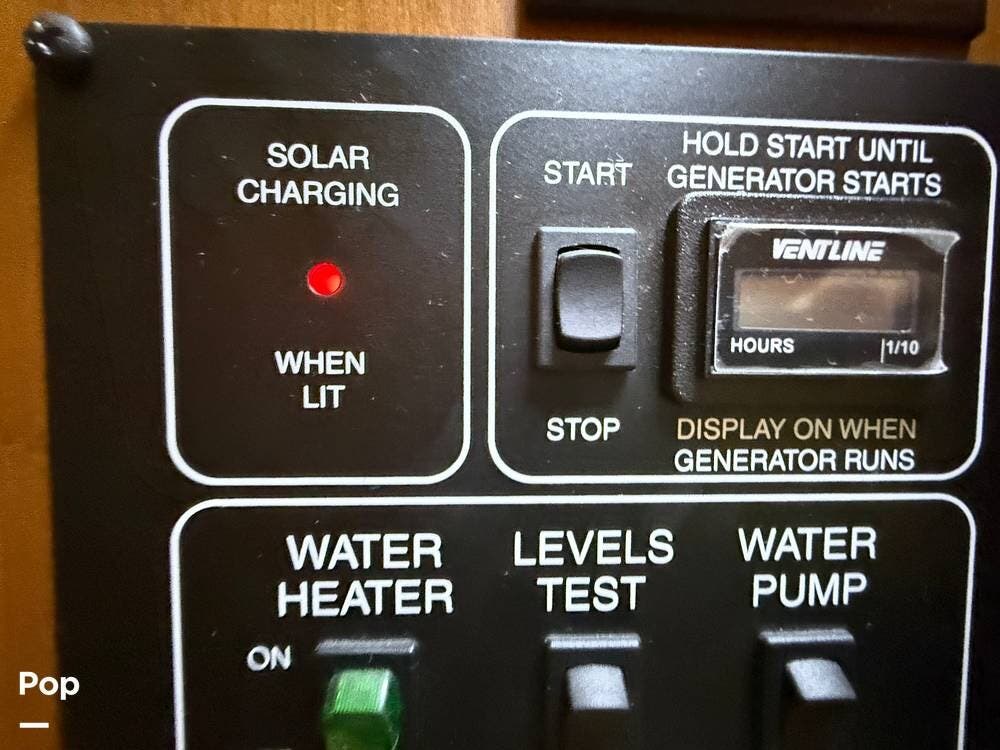 SOLAR
CHARGING
WHEN
LIT
START
STOP
HOLD START UNTIL
GENERATOR STARTS
VENTLINE
HOURS
1/10
DISPLAY ON WHEN
GENERATOR RUNS
WATER
HEATER
ON
LEVELS
TEST
WATER
PUMP
Pop